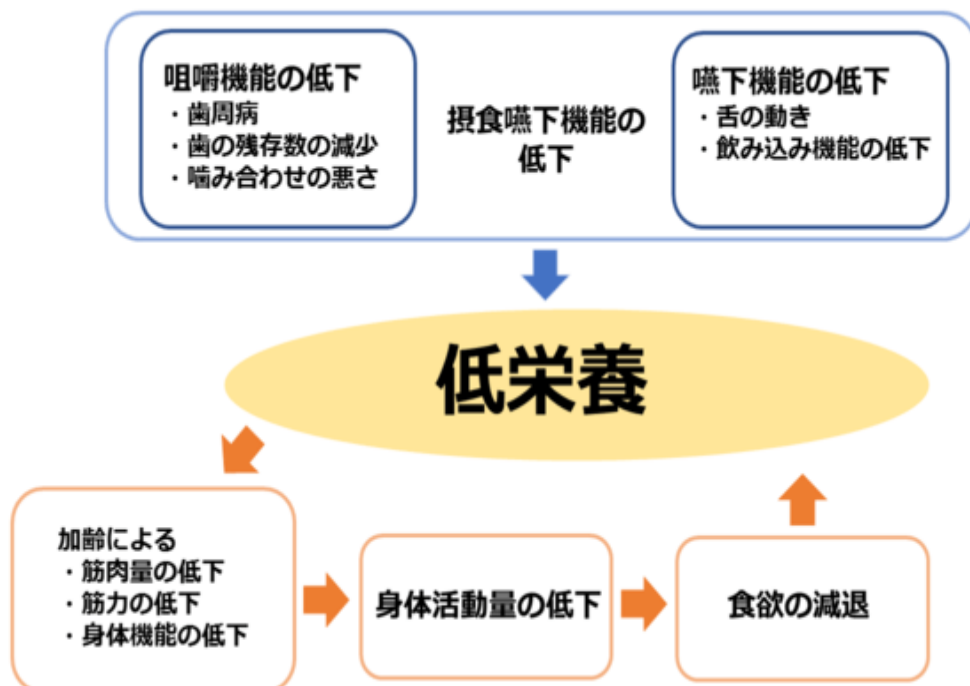 咀嚼機能の低下
・歯周病
・歯の残存数の減少
・噛み合わせの悪さ
摂食嚥下機能の
低下
嚥下機能の低下
・舌の動き
・飲み込み機能の低下
低栄養
加齢による
・筋肉量の低下
・筋力の低下
・身体機能の低下
身体活動量の低下
食欲の減退